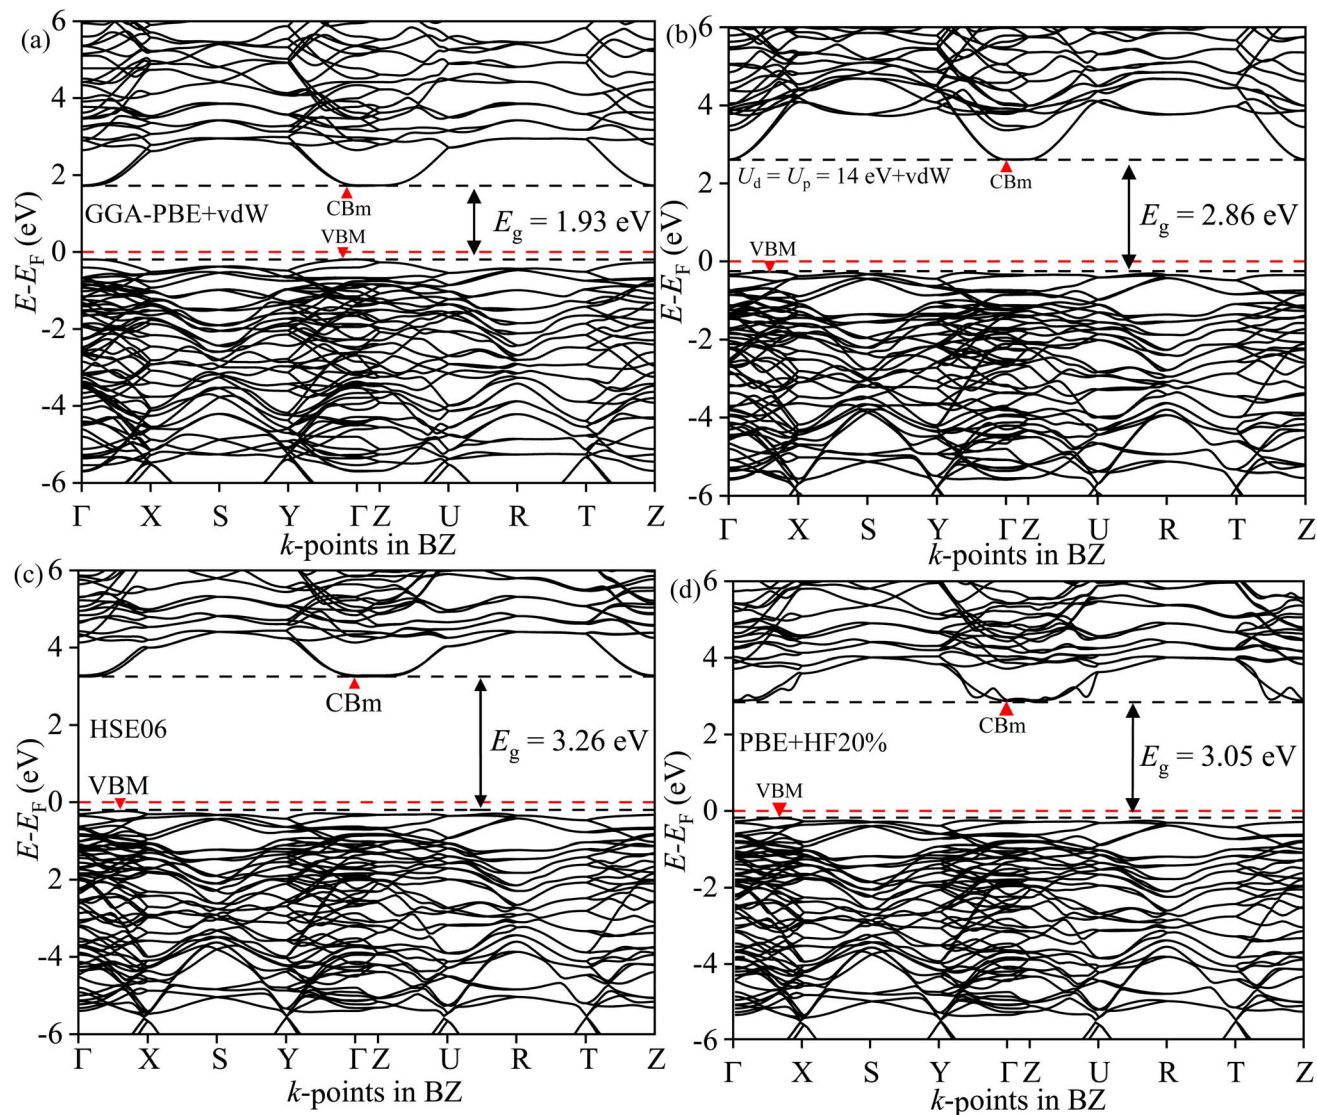 (a)
6
4
2
0
-2
-4
-6
E-E_F (eV)
GGA-PBE+vdW
CBm
VBM
E_g = 1.93 eV
Γ X S Y Γ Z U R T Z
k-points in BZ
(b)
6
4
2
0
-2
-4
-6
E-E_F (eV)
U_d = U_p = 14 eV+vdW
CBm
VBM
E_g = 2.86 eV
Γ X S Y Γ Z U R T Z
k-points in BZ
(c)
6
4
2
0
2
-4
-6
E-E_F (eV)
CBm
HSE06
VBM
E_g = 3.26 eV
Γ X S Y Γ Z U R T Z
k-points in BZ
(d)
6
4
2
0
-2
-4
-6
E-E_F (eV)
CBm
PBE+HF20%
VBM
E_g = 3.05 eV
Γ X S Y Γ Z U R T Z
k-points in BZ